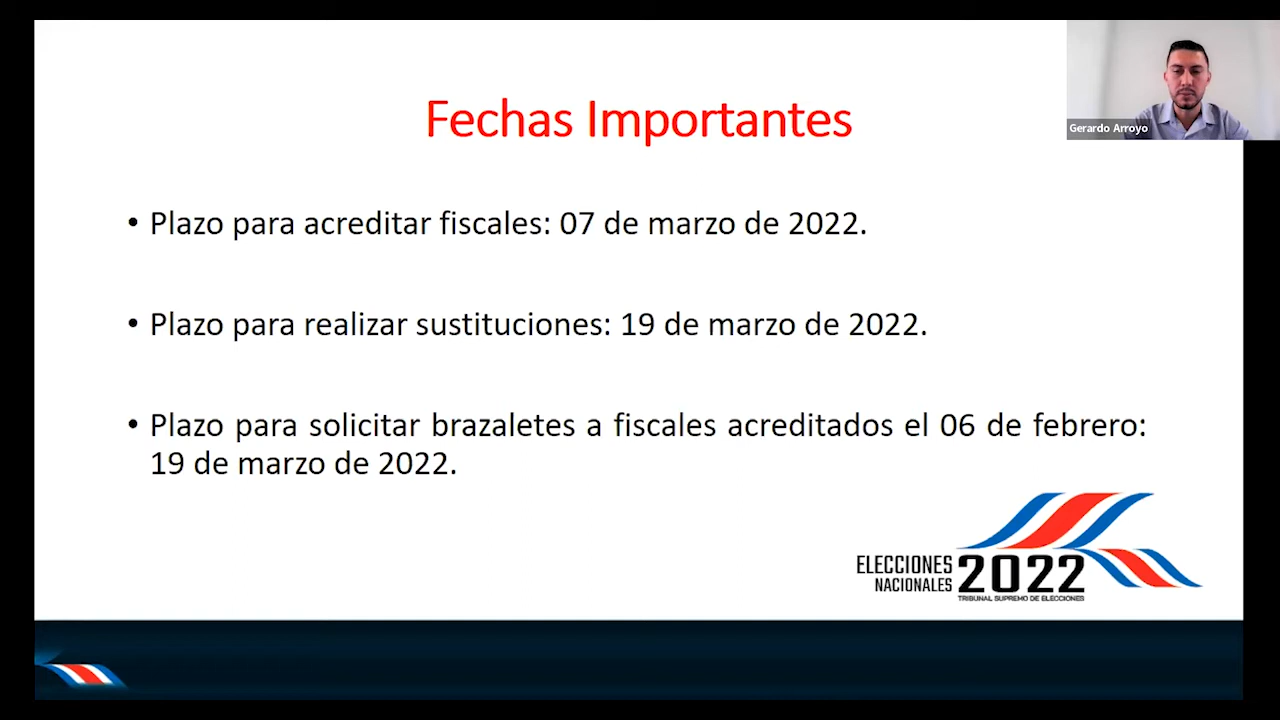 Fechas Importantes
Gerardo Arroyo
• Plazo para acreditar fiscales: 07 de marzo de 2022.
• Plazo para realizar sustituciones: 19 de marzo de 2022.
• Plazo para solicitar brazaletes a fiscales acreditados el 06 de febrero:
19 de marzo de 2022.
ELECCIONES
NACIONALES
2022
TRIBUNAL SUPREMO DE ELECCIONES